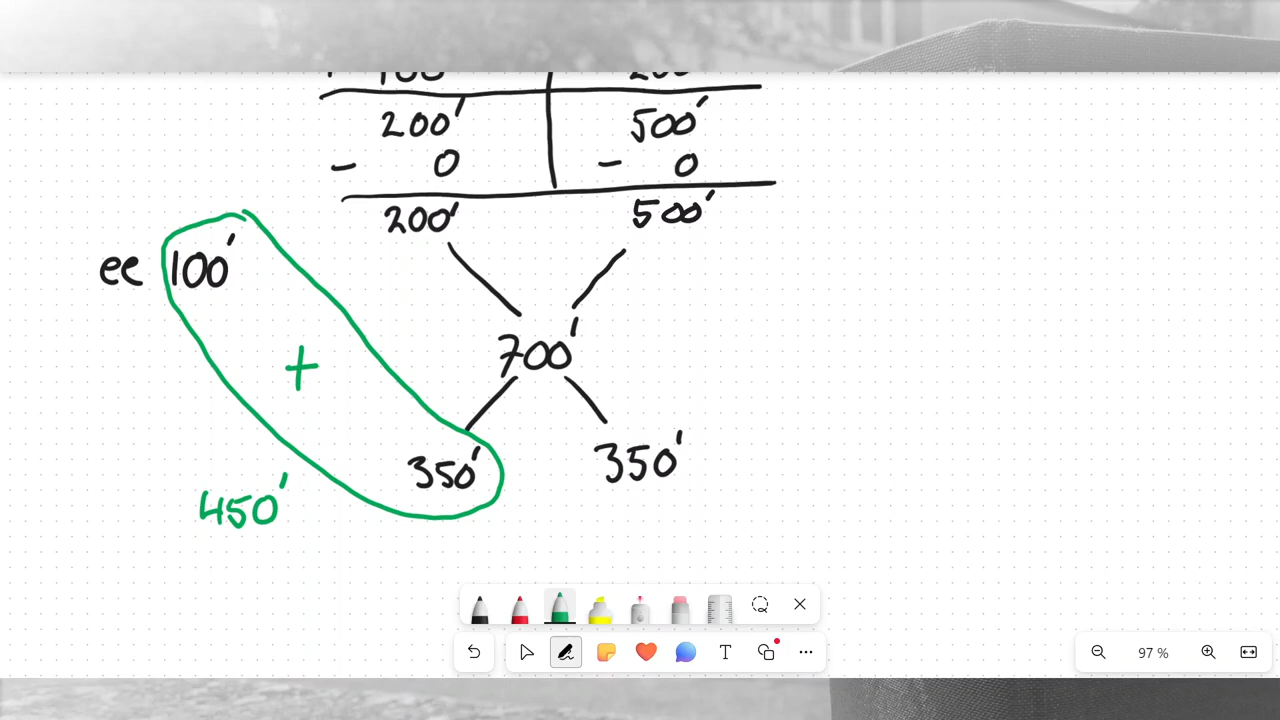 200' 500'
- 0 - 0
200' 500'
ee 100'
700'
+
350' 350'
450'
T
97 %